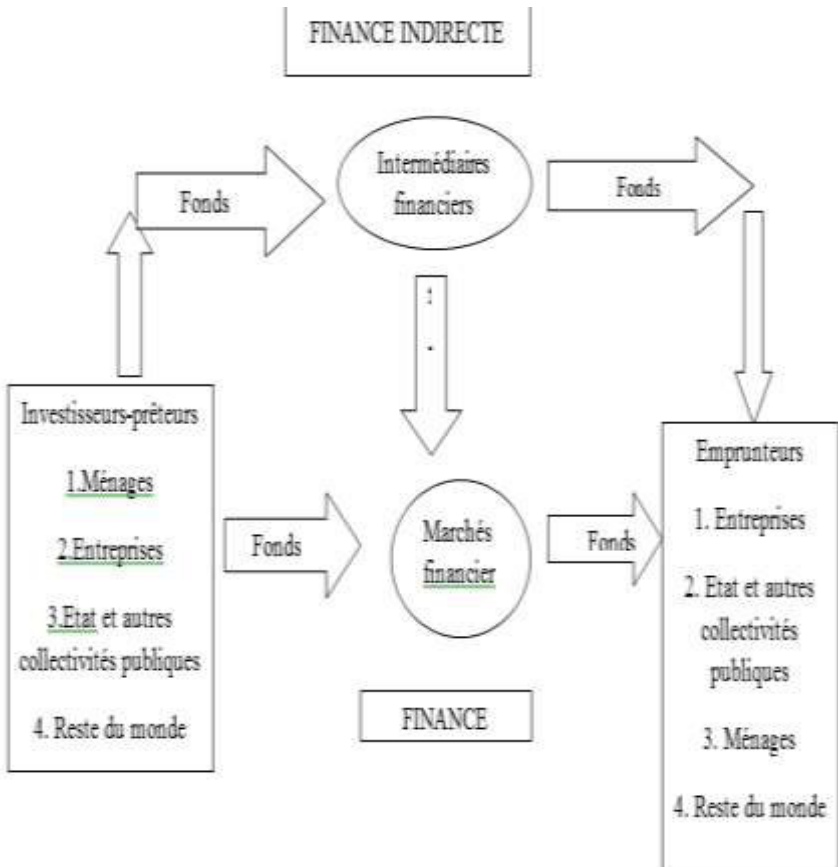 FINANCE INDIRECTE
Intermédiaires
financiers
Fonds
Fonds
:
.
Investisseurs-prêteurs
1.Ménages
2.Entreprises
3.Etat et autres
collectivités publiques
4. Reste du monde
Fonds
Marchés
financier
Fonds
Emprunteurs
1. Entreprises
2. Etat et autres
collectivités
publiques
3. Ménages
4. Reste du monde
FINANCE